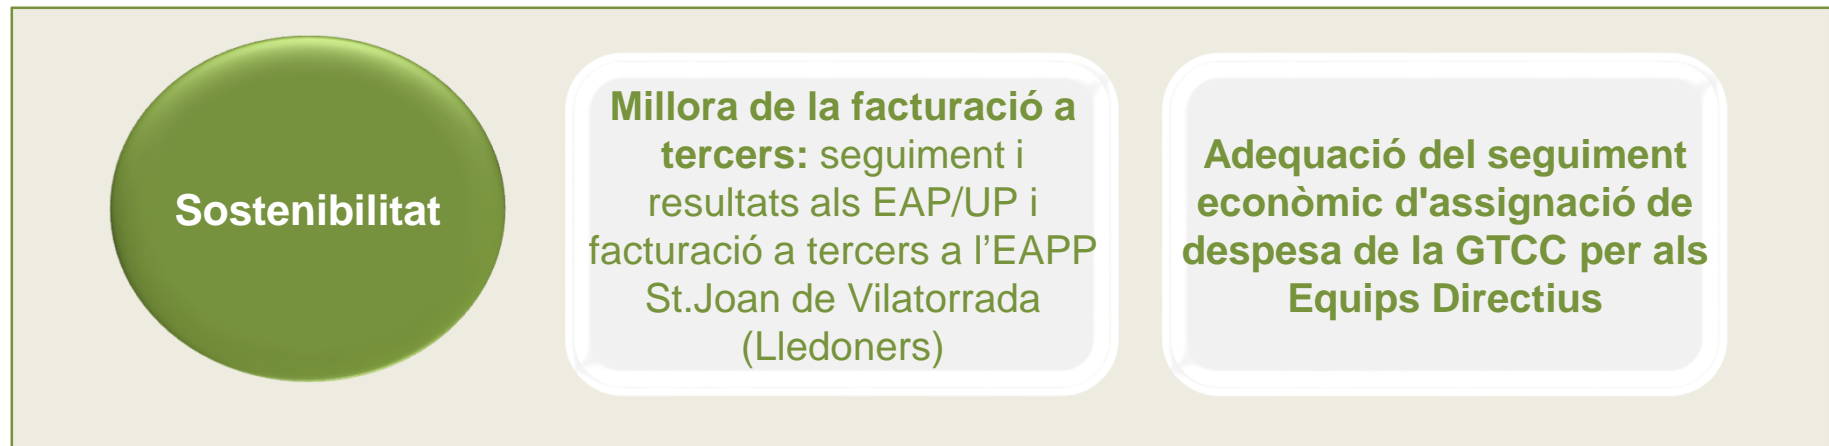 Sostenibilitat
Millora de la facturació a
tercers: seguiment i
resultats als EAP/UP i
facturació a tercers a l’EAPP
St.Joan de Vilatorrada
(Lledoners)
Adequació del seguiment
econòmic d'assignació de
despesa de la GTCC per als
Equips Directius